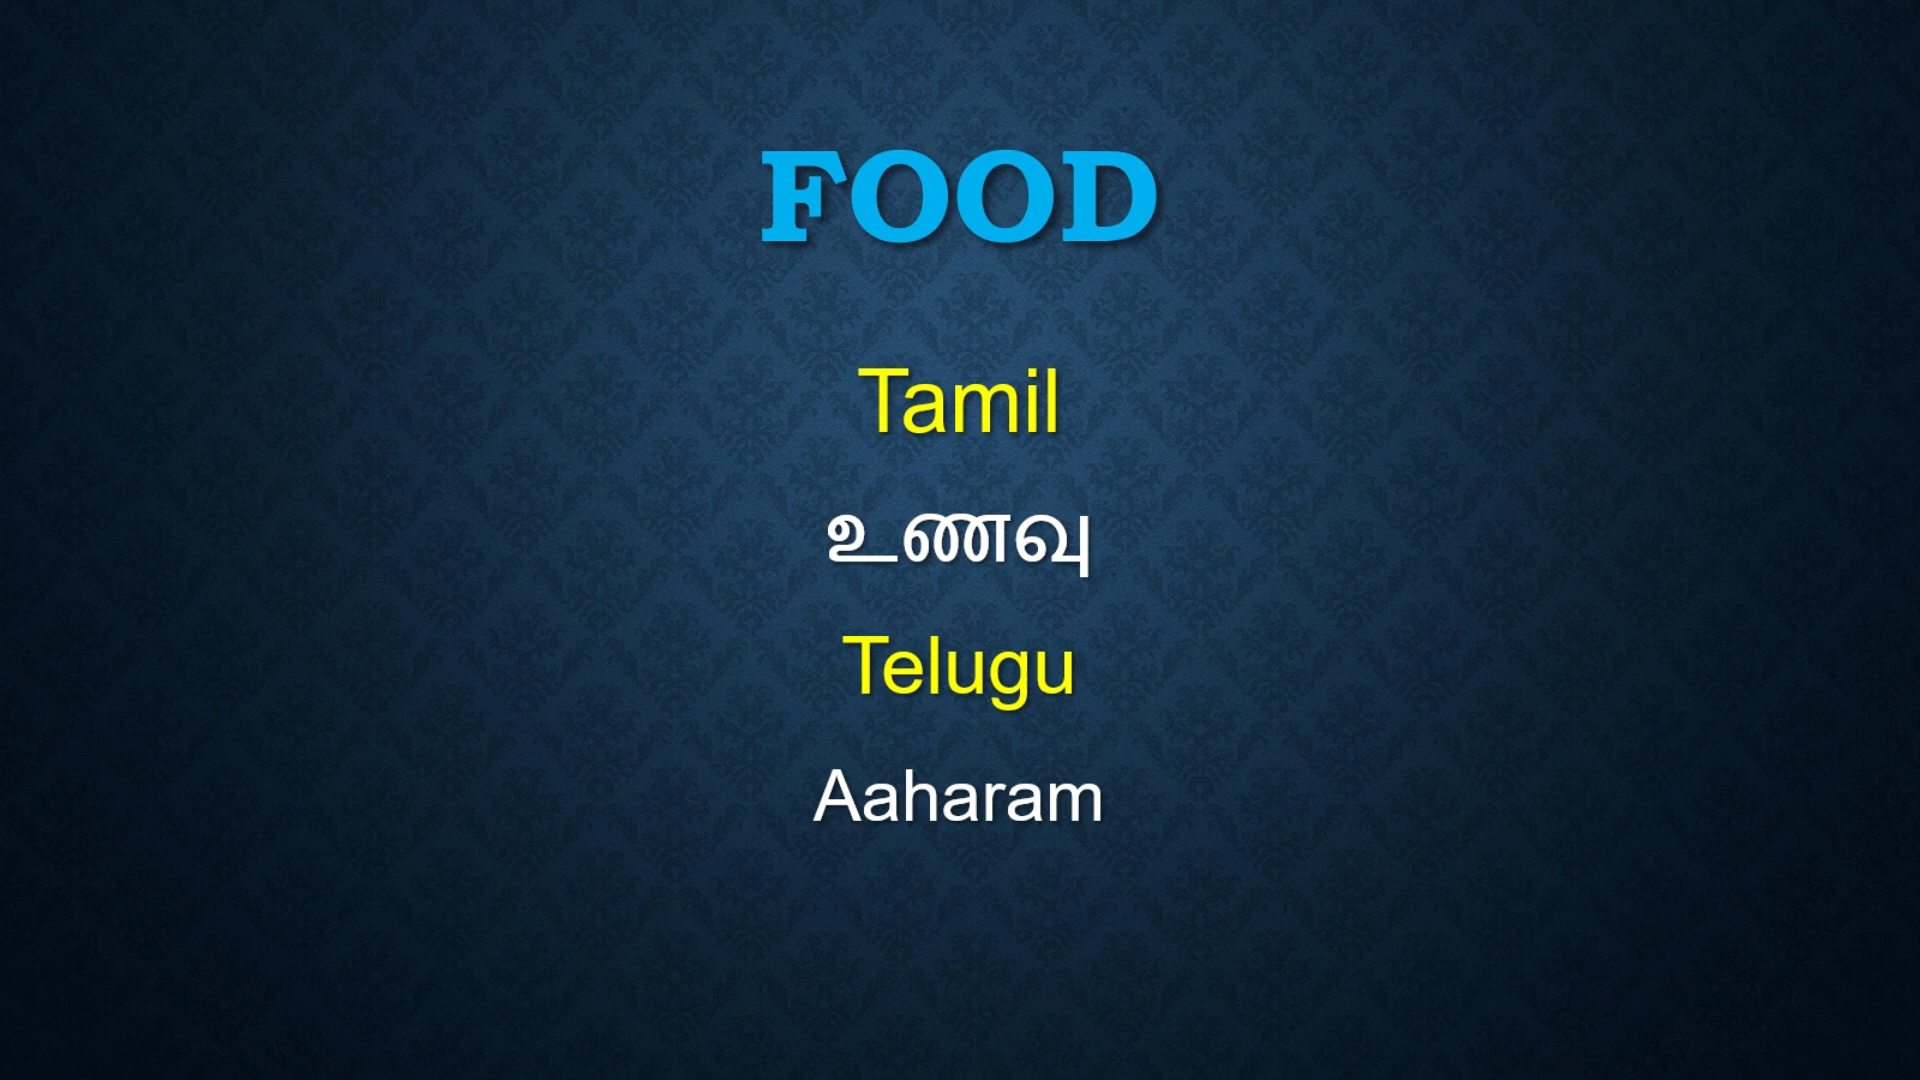 FOOD
Tamil
உணவு
Telugu
Aaharam